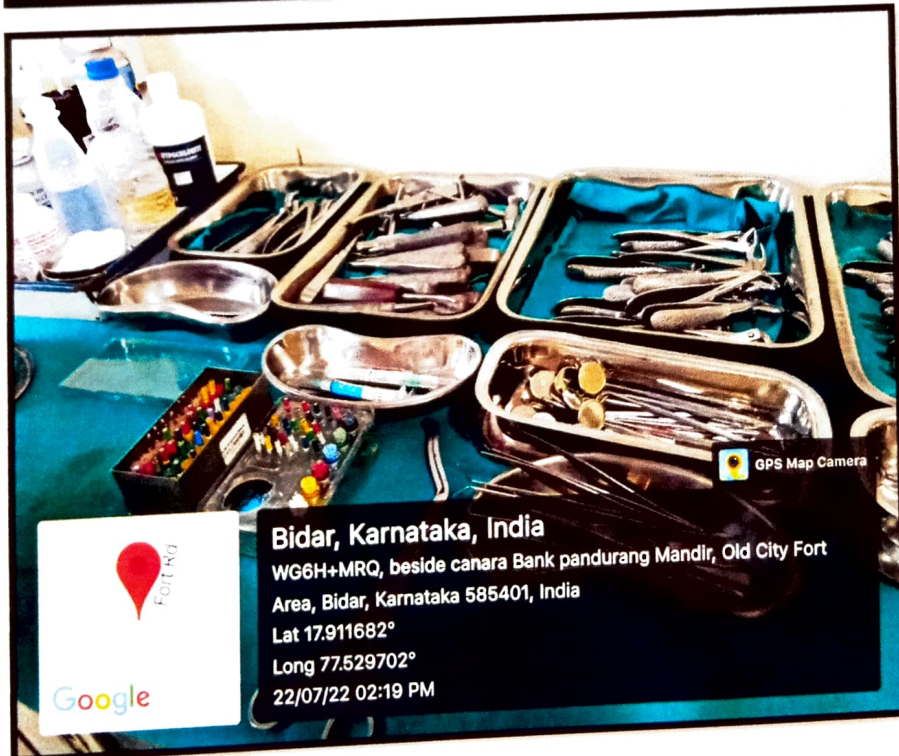 GPS Map Camera
Fort Rd
Google
Bidar, Karnataka, India
WG6H+MRQ, beside canara Bank pandurang Mandir, Old City Fort
Area, Bidar, Karnataka 585401, India
Lat 17.911682°
Long 77.529702°
22/07/22 02:19 PM